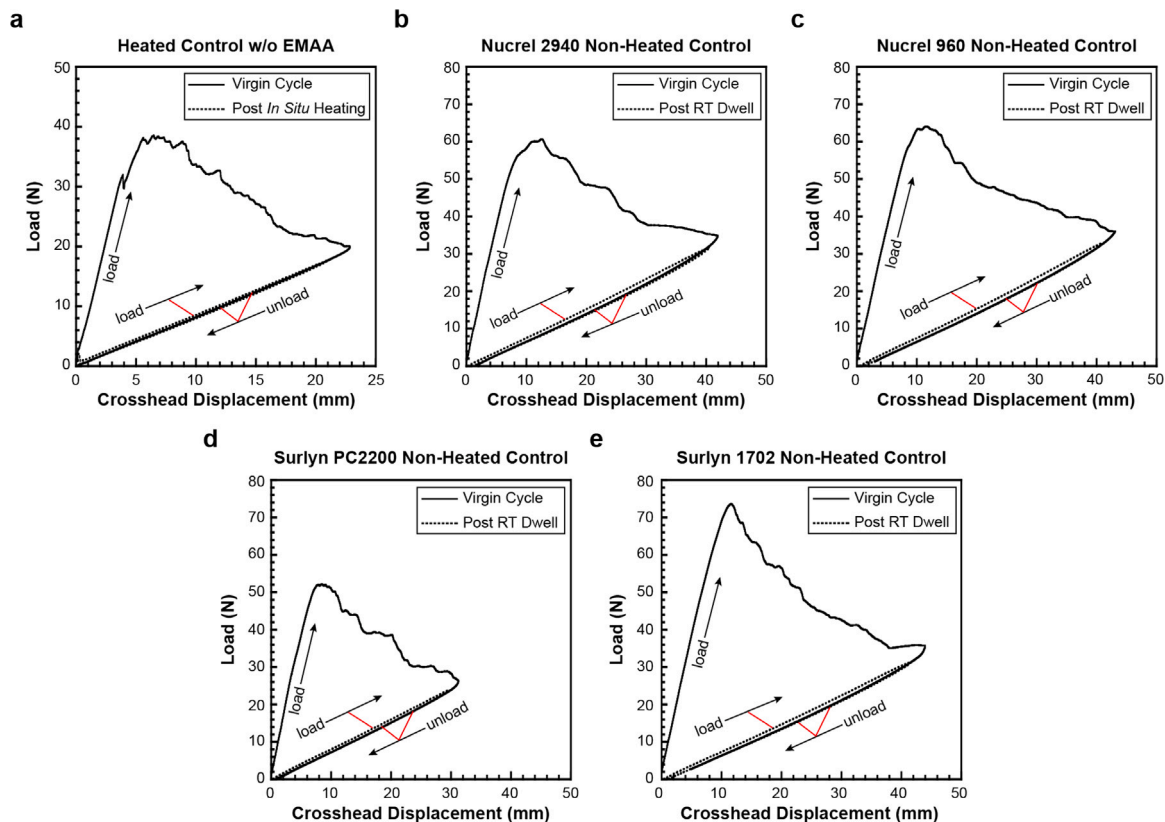 a
Heated Control w/o EMAA
Load (N)
50
40
30
20
10
0
Virgin Cycle
Post In Situ Heating
load
load
unload
0
5
10
15
20
25
Crosshead Displacement (mm)
b
Nucrel 2940 Non-Heated Control
Load (N)
80
70
60
50
40
30
20
10
0
Virgin Cycle
Post RT Dwell
load
load
unload
0
10
20
30
40
50
Crosshead Displacement (mm)
c
Nucrel 960 Non-Heated Control
Load (N)
80
70
60
50
40
30
20
10
0
Virgin Cycle
Post RT Dwell
load
load
unload
0
10
20
30
40
50
Crosshead Displacement (mm)
d
Surlyn PC2200 Non-Heated Control
Load (N)
80
70
60
50
40
30
20
10
0
Virgin Cycle
Post RT Dwell
load
load
unload
0
10
20
30
40
50
Crosshead Displacement (mm)
e
Surlyn 1702 Non-Heated Control
Load (N)
80
70
60
50
40
30
20
10
0
Virgin Cycle
Post RT Dwell
load
load
unload
0
10
20
30
40
50
Crosshead Displacement (mm)